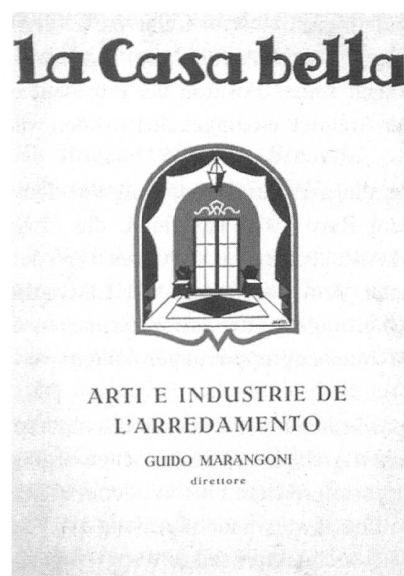 la Casa bella
ARTI E INDUSTRIE DE
L'ARREDAMENTO
GUIDO MARANGONI
direttore